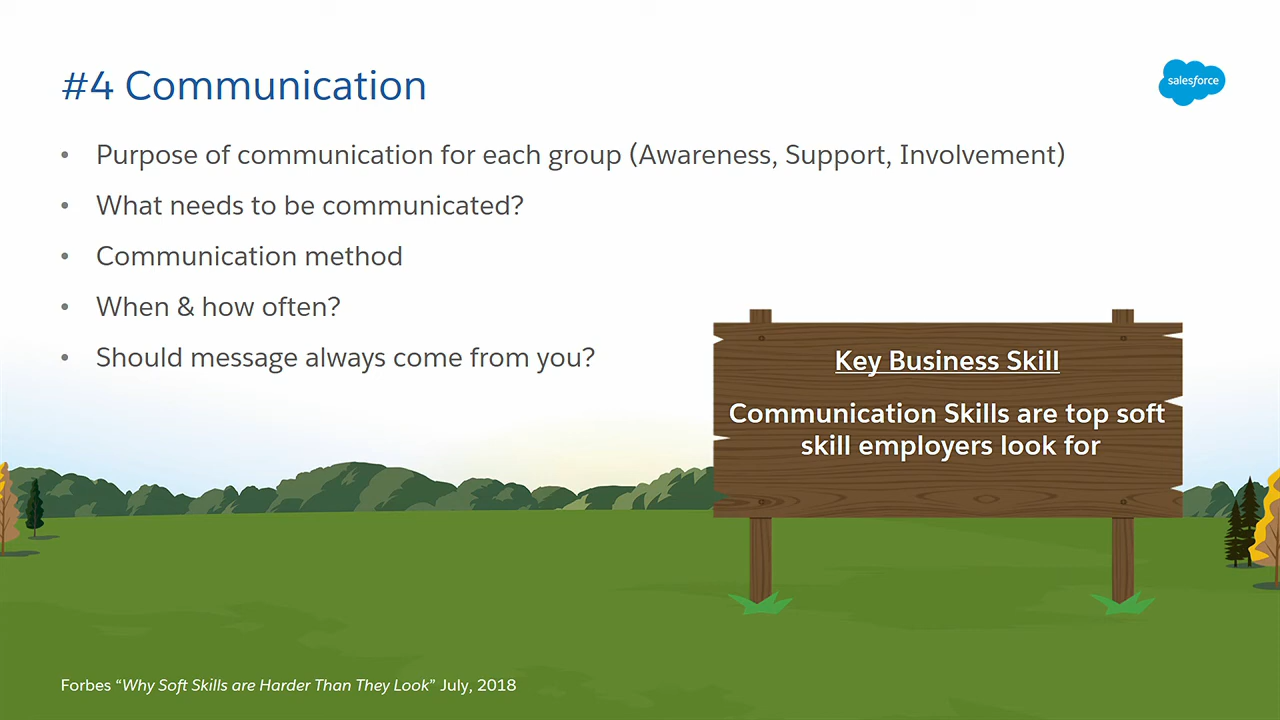 #4 Communication
salesforce
• Purpose of communication for each group (Awareness, Support, Involvement)
• What needs to be communicated?
• Communication method
• When & how often?
• Should message always come from you?
Key Business Skill
Communication Skills are top soft
skill employers look for
Forbes “Why Soft Skills are Harder Than They Look” July, 2018